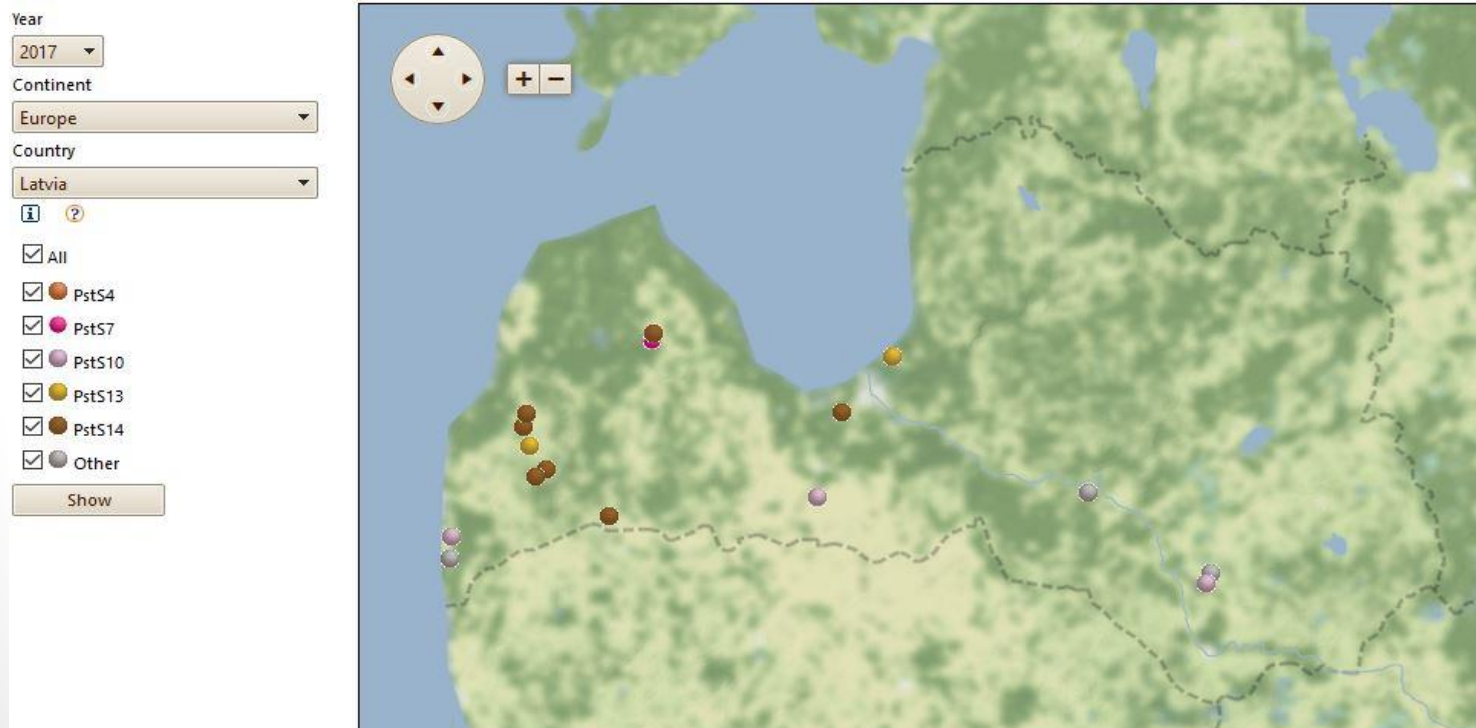 Year
2017
Continent
Europe
Country
Latvia
All
PstS4
PstS7
PstS10
PstS13
PstS14
Other
Show